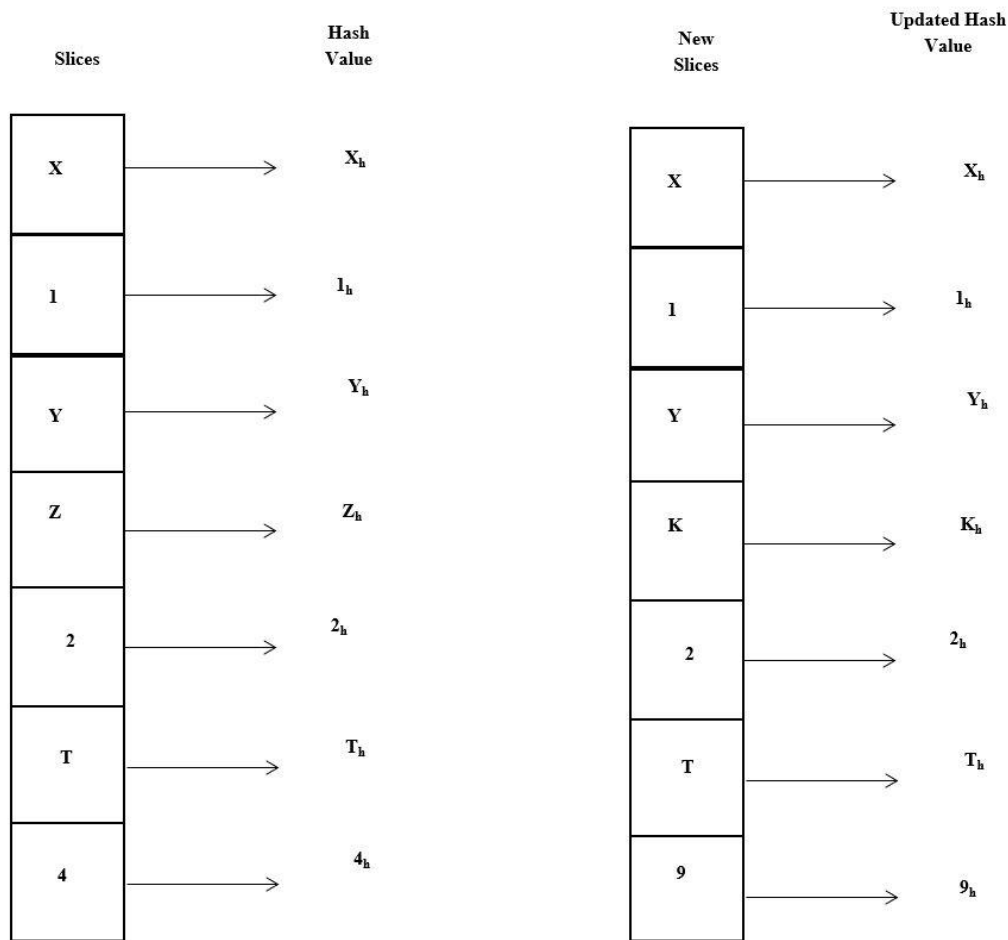 Slices
Hash
Value
X
Xₕ
1
1ₕ
Y
Yₕ
Z
Zₕ
2
2ₕ
T
Tₕ
4
4ₕ
New
Slices
Updated Hash
Value
X
Xₕ
1
1ₕ
Y
Yₕ
K
Kₕ
2
2ₕ
T
Tₕ
9
9ₕ